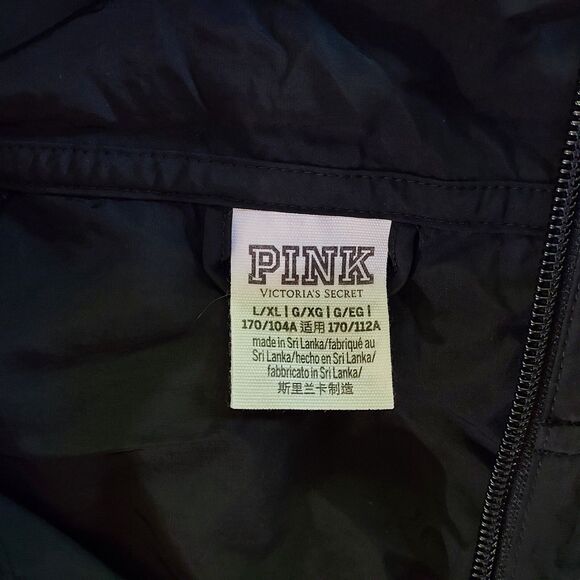 PINK
VICTORIA'S SECRET
L/XL | G/XG | G/EG |
170/104A 适用 170/112A
made in Sri Lanka/fabriqué au
Sri Lanka/hecho en Sri Lanka/
fabbricato in Sri Lanka/
斯里兰卡制造